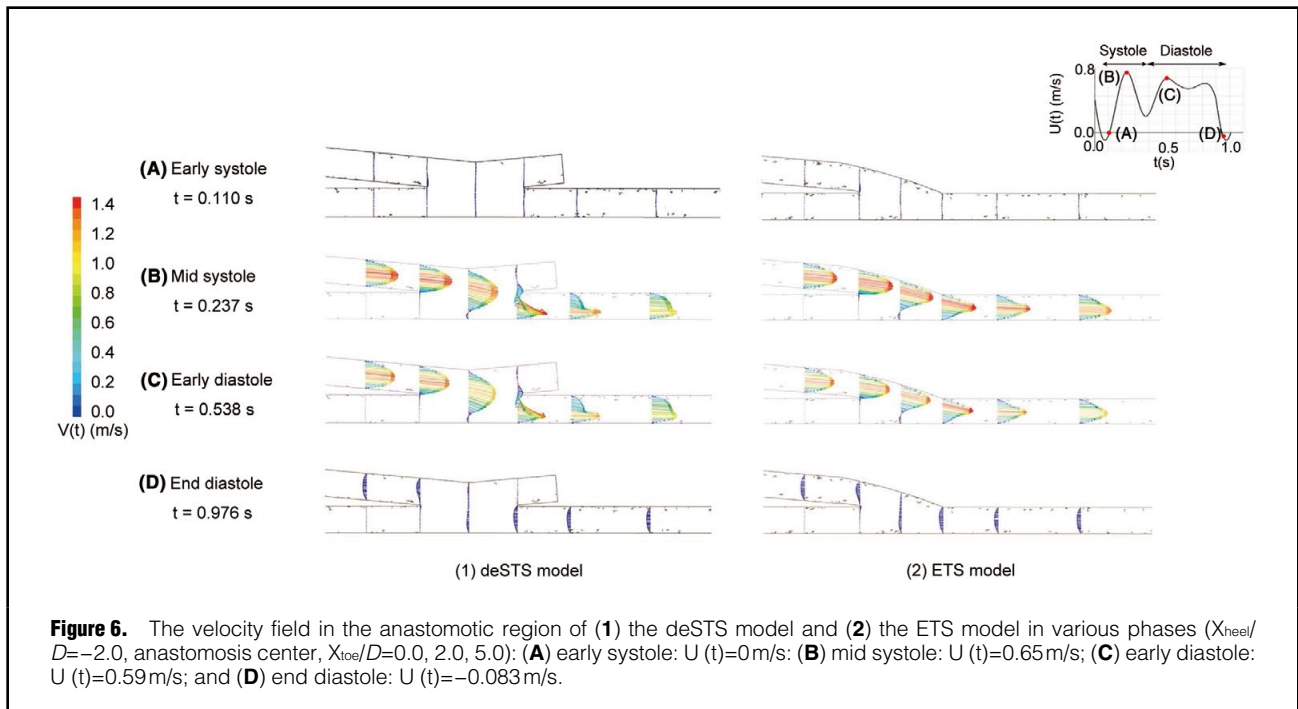 Systole Diastole
0.8
(B)
(C)
U(t) (m/s)
0.0
(A)
(D)
0.0 0.5 1.0
t(s)
(A) Early systole
t = 0.110 s
1.4
1.2
1.0
0.8
0.6
0.4
0.2
0.0
V(t) (m/s)
(B) Mid systole
t = 0.237 s
(C) Early diastole
t = 0.538 s
(D) End diastole
t = 0.976 s
(1) deSTS model
(2) ETS model
Figure 6. The velocity field in the anastomotic region of (1) the deSTS model and (2) the ETS model in various phases (Xheel/
D=−2.0, anastomosis center, Xtoe/D=0.0, 2.0, 5.0): (A) early systole: U (t)=0 m/s: (B) mid systole: U (t)=0.65 m/s; (C) early diastole:
U (t)=0.59 m/s; and (D) end diastole: U (t)=−0.083 m/s.